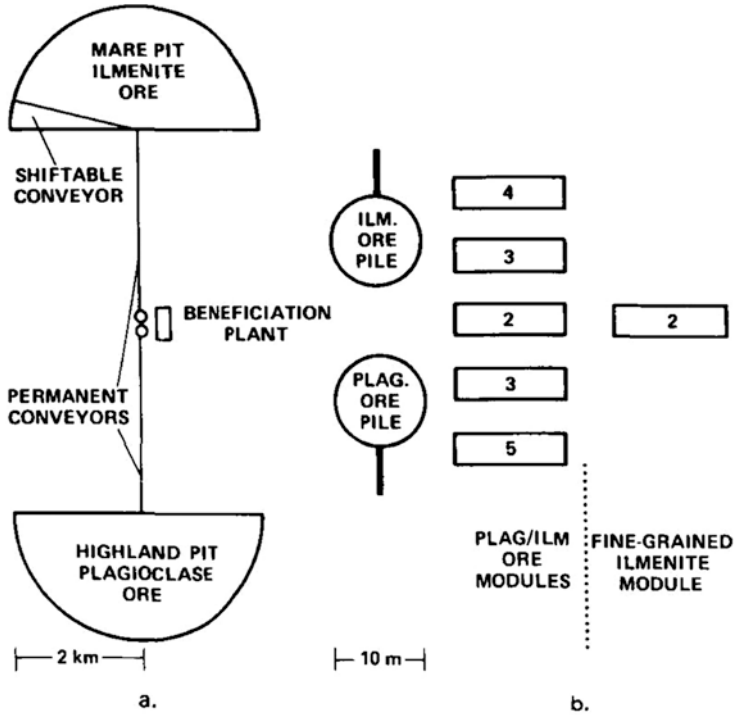 MARE PIT
ILMENITE
ORE
SHIFTABLE
CONVEYOR
BENEFICIATION
PLANT
PERMANENT
CONVEYORS
HIGHLAND PIT
PLAGIOCLASE
ORE
2 km
a.
ILM.
ORE
PILE
PLAG.
ORE
PILE
4
3
2
2
3
5
PLAG/ILM
ORE
MODULES
FINE-GRAINED
ILMENITE
MODULE
10 m
b.